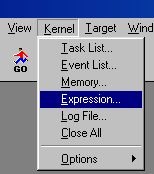 View Kernel Target Wind
GO
Task List...
Event List...
Memory...
Expression...
Log File...
Close All
Options